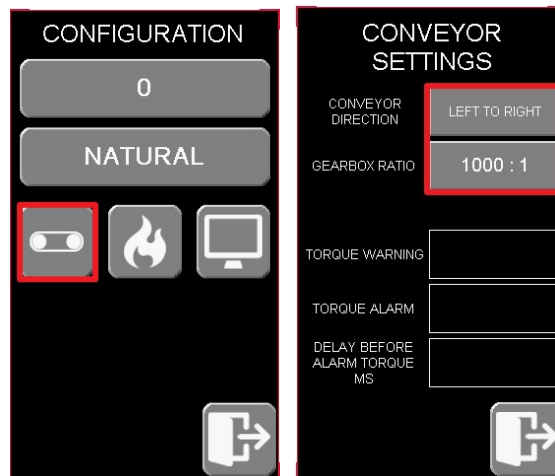 CONFIGURATION
0
NATURAL
CONVEYOR
SETTINGS
CONVEYOR
DIRECTION
LEFT TO RIGHT
GEARBOX RATIO
1000 : 1
TORQUE WARNING
TORQUE ALARM
DELAY BEFORE
ALARM TORQUE
MS